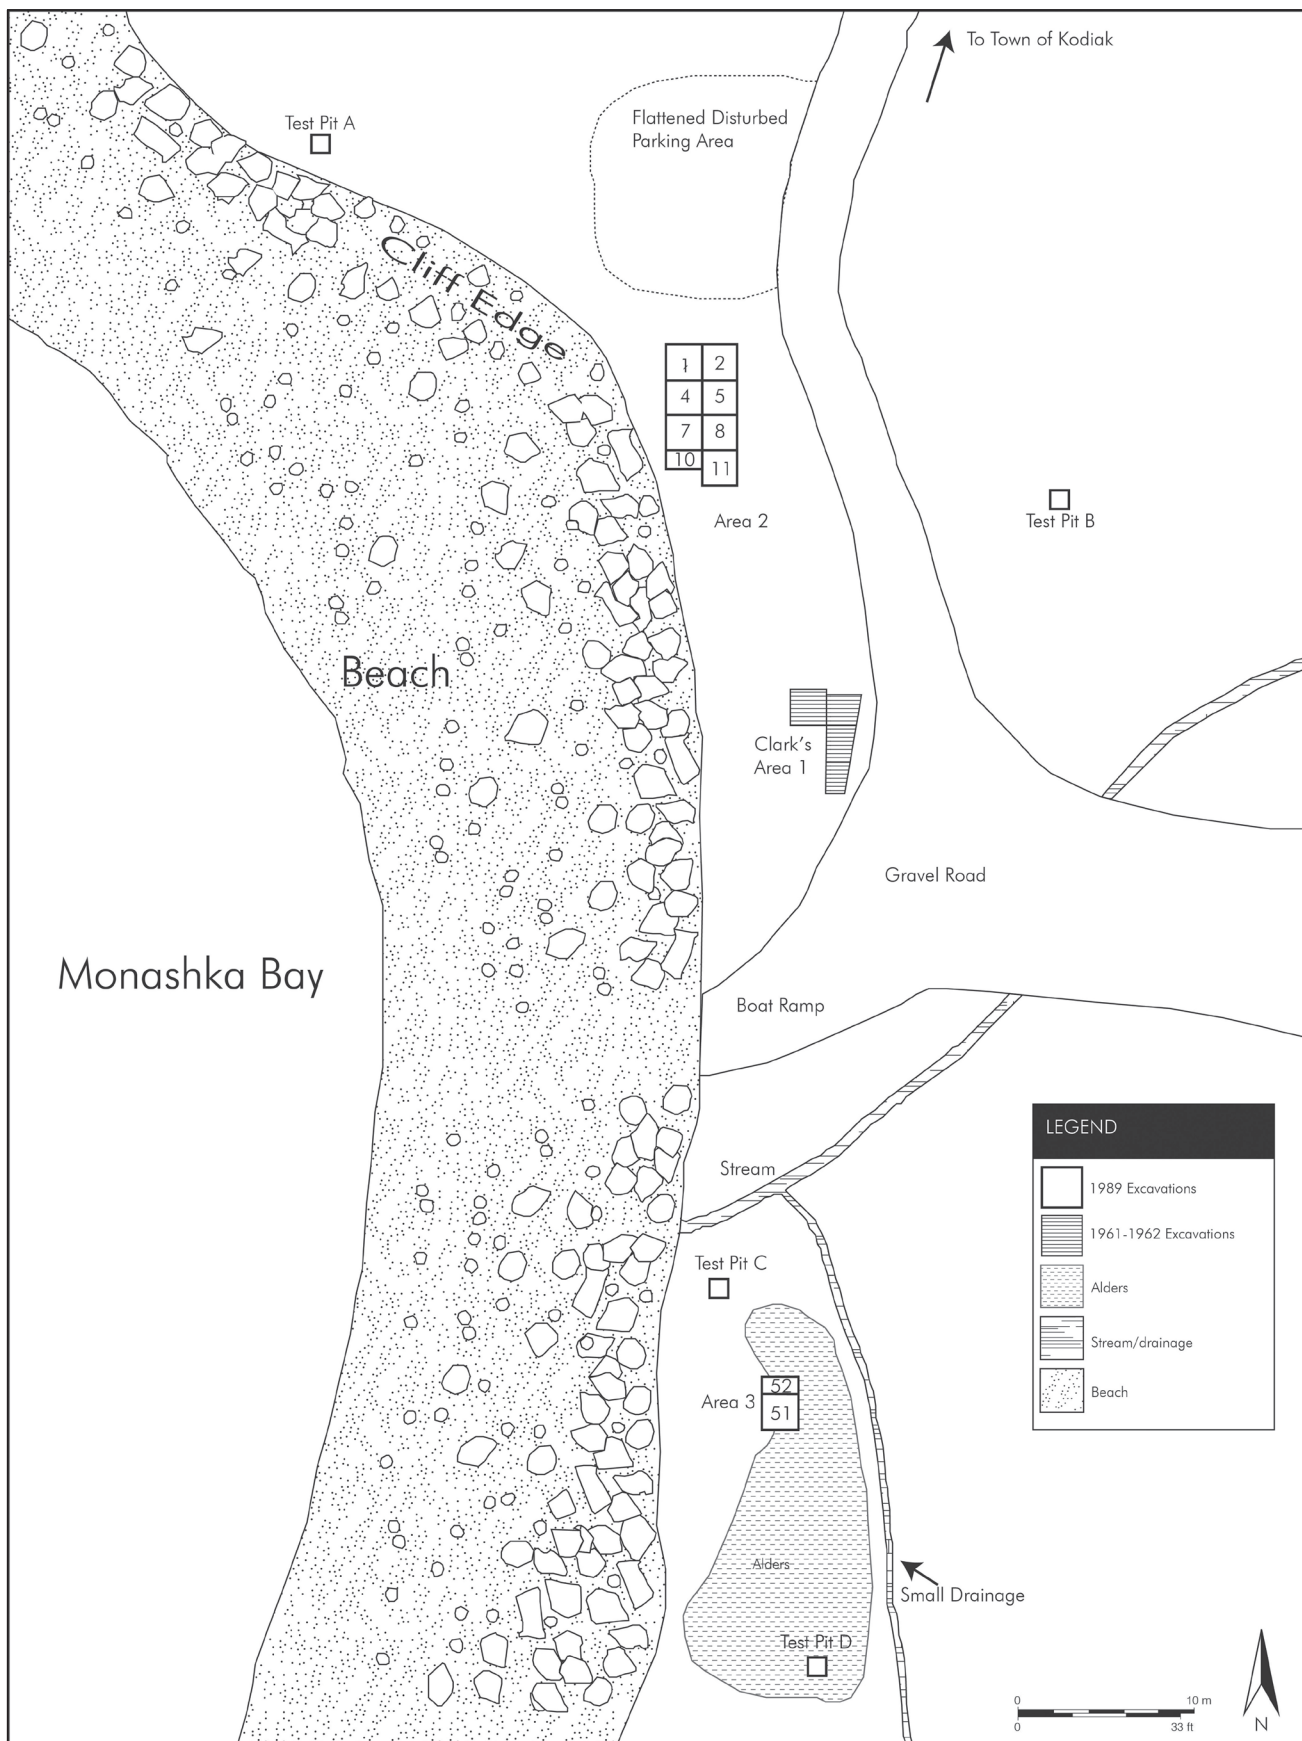 To Town of Kodiak
Flattened Disturbed
Parking Area
Test Pit A
Cliff Edge
1 2
4 5
7 8
10 11
Area 2
Test Pit B
Beach
Clark's
Area 1
Gravel Road
Monashka Bay
Boat Ramp
Stream
Test Pit C
52
Area 3
51
Alders
Small Drainage
Test Pit D
LEGEND
1989 Excavations
1961-1962 Excavations
Alders
Stream/drainage
Beach
0 10 m
0 33 ft
N